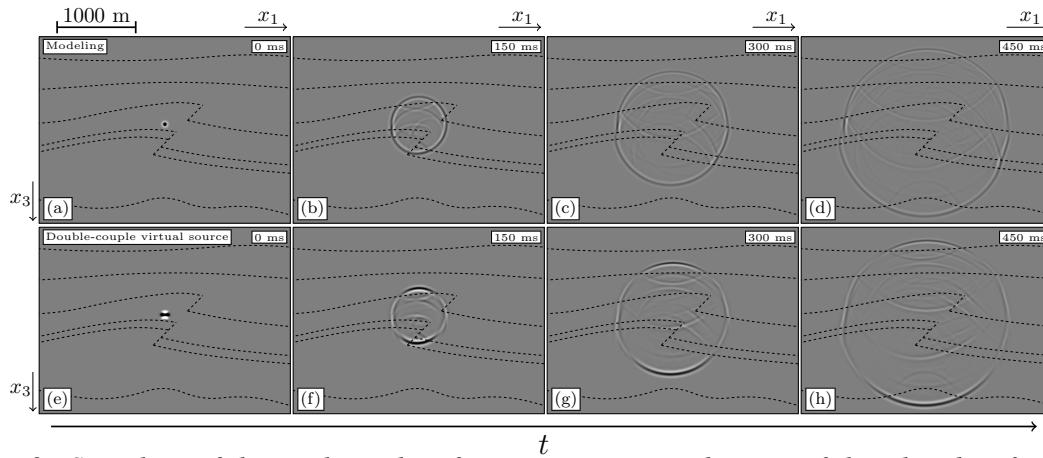 1000 m
x1
x1
x1
x1
Modeling
0 ms
150 ms
300 ms
450 ms
x3
(a)
(b)
(c)
(d)
Double-couple virtual source
0 ms
150 ms
300 ms
450 ms
x3
(e)
(f)
(g)
(h)
t